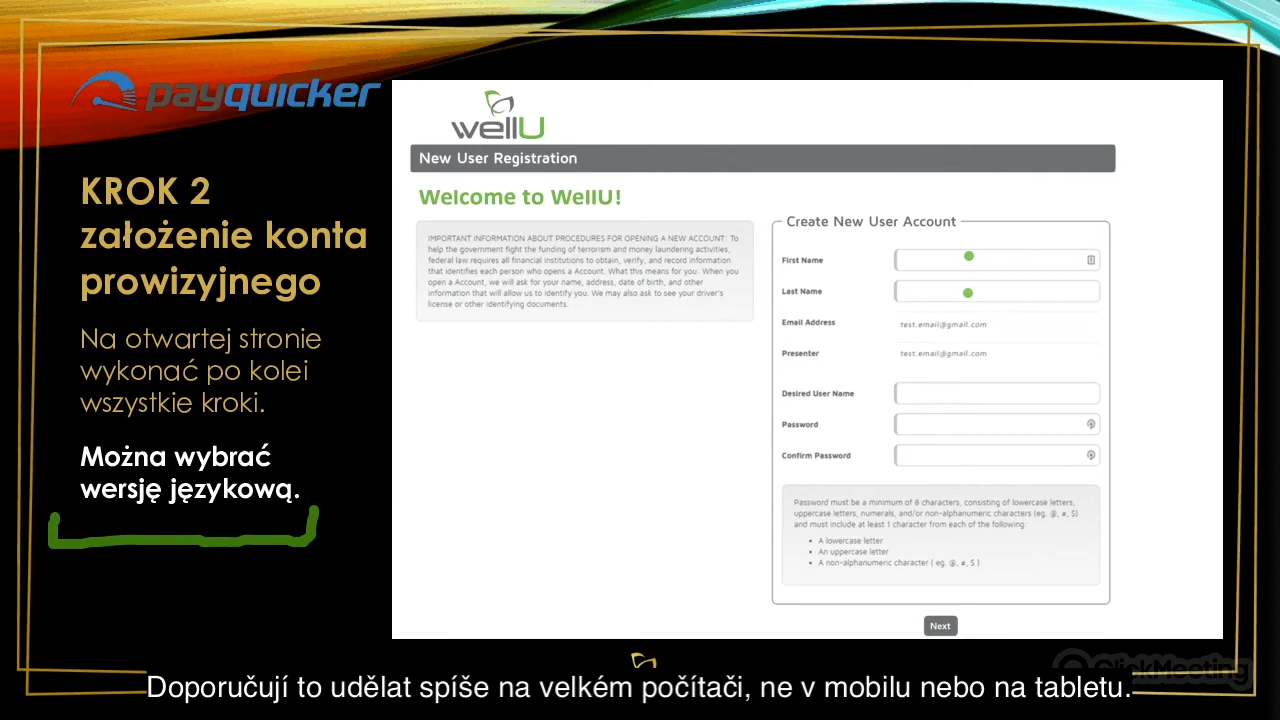 payquicker
KROK 2
założenie konta
prowizyjnego
Na otwartej stronie
wykonać po kolei
wszystkie kroki.
Można wybrać
wersję językową.
wellU
New User Registration
Welcome to WellU!
IMPORTANT INFORMATION ABOUT PROCEDURES FOR OPENING A NEW ACCOUNT: To
help the government fight the funding of terrorism and money laundering activities,
federal law requires all financial institutions to obtain, verify, and record information
that identifies each person who opens a Account. What this means for you: When you
open a Account, we will ask for your name, address, date of birth, and other
information that will allow us to identify you. We may also ask to see your driver's
license or other identifying documents.
Create New User Account
First Name
Last Name
Email Address test.email@gmail.com
Presenter test.email@gmail.com
Desired User Name
Password
Confirm Password
Password must be a minimum of 8 characters, consisting of lowercase letters,
uppercase letters, numerals, and/or non-alphanumeric characters (eg. @, #, $)
and must include at least 1 character from each of the following:
• A lowercase letter
• An uppercase letter
• A non-alphanumeric character ( eg. @, #, $ )
Next
ClickMeeting
Doporučují to udělat spíše na velkém počítači, ne v mobilu nebo na tabletu.